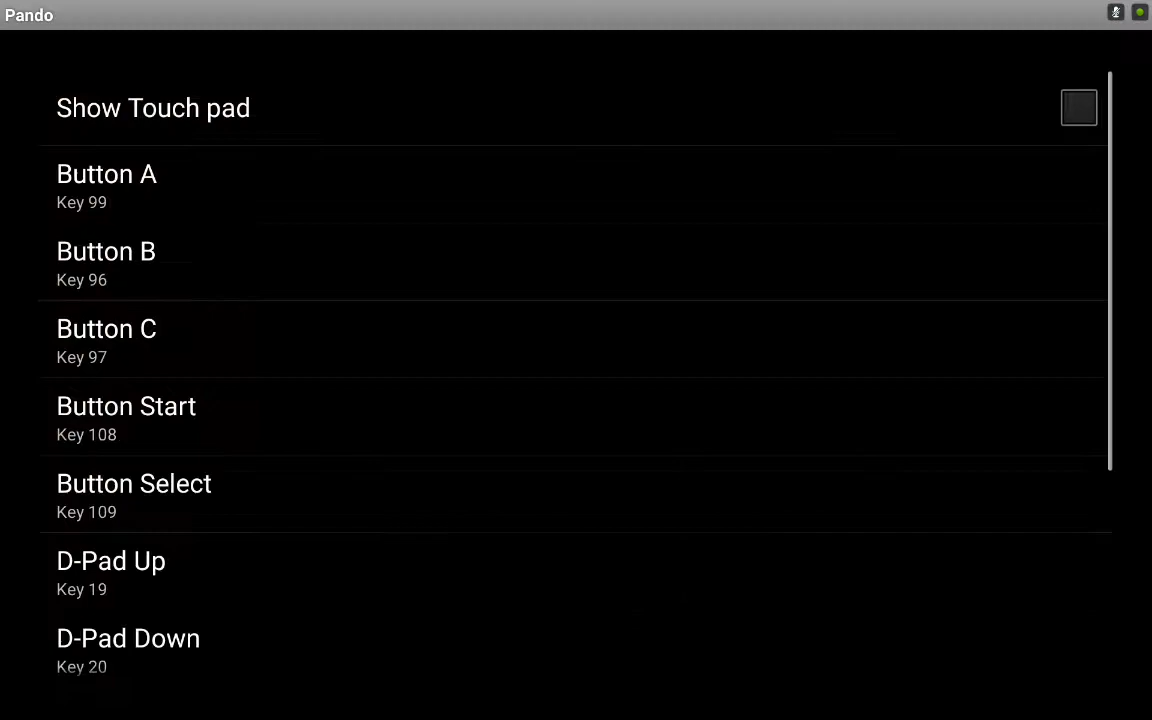 Pando
Show Touch pad
Button A
Key 99
Button B
Key 96
Button C
Key 97
Button Start
Key 108
Button Select
Key 109
D-Pad Up
Key 19
D-Pad Down
Key 20